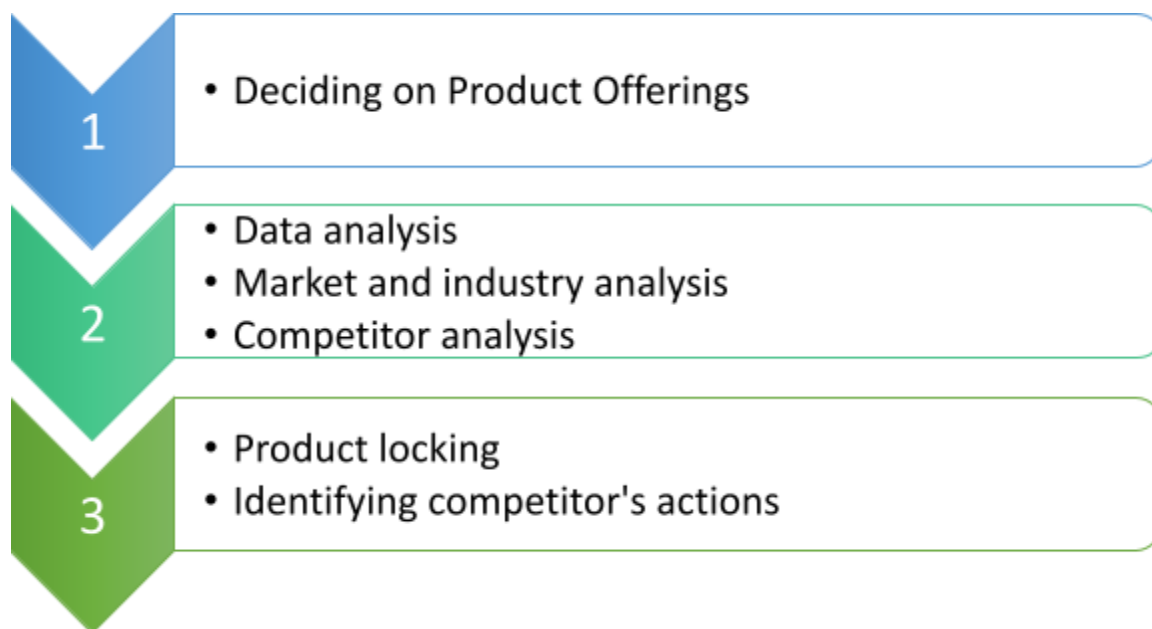 1
• Deciding on Product Offerings
2
• Data analysis
• Market and industry analysis
• Competitor analysis
3
• Product locking
• Identifying competitor's actions